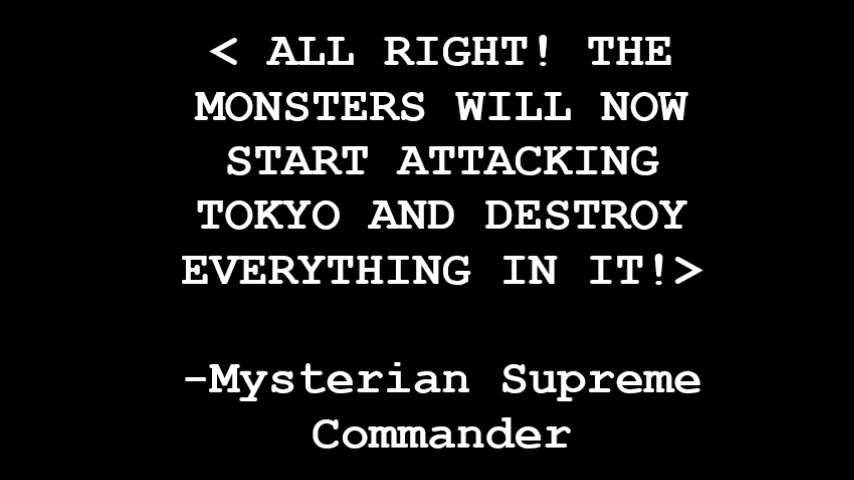 < ALL RIGHT! THE
MONSTERS WILL NOW
START ATTACKING
TOKYO AND DESTROY
EVERYTHING IN IT!>
-Mysterian Supreme
Commander